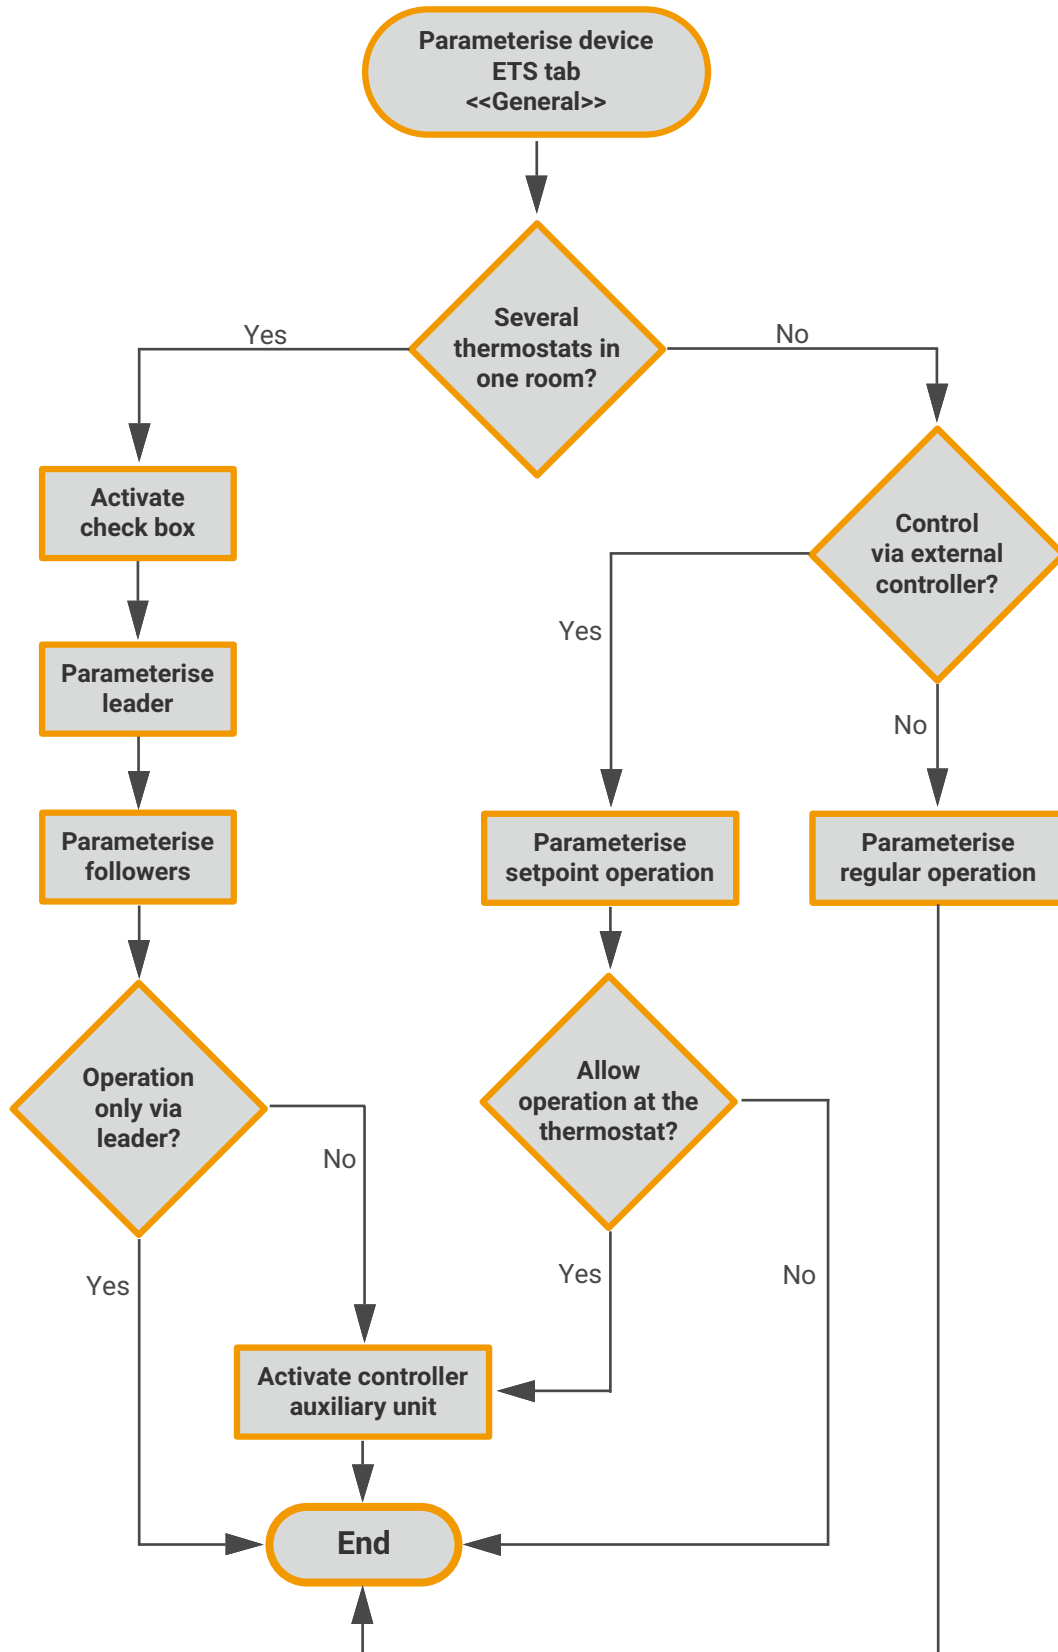 Parameterise device
ETS tab
<<General>>
Several
thermostats in
one room?
Yes
No
Activate
check box
Control
via external
controller?
Parameterise
leader
Yes
No
Parameterise
followers
Parameterise
setpoint operation
Parameterise
regular operation
Operation
only via
leader?
Allow
operation at the
thermostat?
No
Yes
Yes
No
Activate controller
auxiliary unit
End